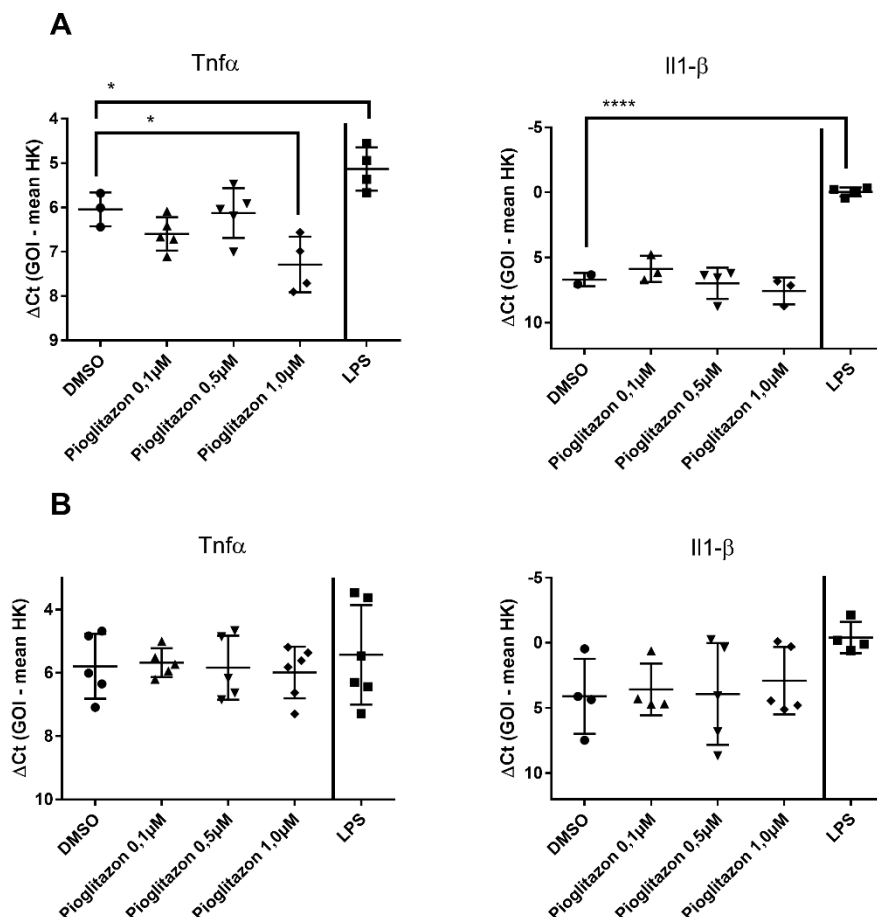 A
Tnfα
*
*
4
5
6
7
8
9
ΔCt (GOI - mean HK)
DMSO
Pioglitazon 0,1µM
Pioglitazon 0,5µM
Pioglitazon 1,0µM
LPS
Il1-β
****
-5
0
5
10
ΔCt (GOI - mean HK)
DMSO
Pioglitazon 0,1µM
Pioglitazon 0,5µM
Pioglitazon 1,0µM
LPS
B
Tnfα
4
6
8
10
ΔCt (GOI - mean HK)
DMSO
Pioglitazon 0,1µM
Pioglitazon 0,5µM
Pioglitazon 1,0µM
LPS
Il1-β
-5
0
5
10
ΔCt (GOI - mean HK)
DMSO
Pioglitazon 0,1µM
Pioglitazon 0,5µM
Pioglitazon 1,0µM
LPS